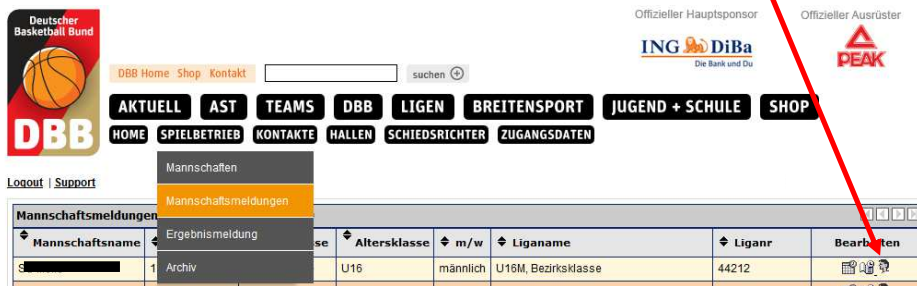 Deutscher
Basketball Bund
DBB
Offizieller Hauptsponsor
ING DiBa
Die Bank und Du
Offizieller Ausrüster
PEAK
DBB Home Shop Kontakt
suchen
AKTUELL AST TEAMS DBB LIGEN BREITENSPORT JUGEND + SCHULE SHOP
HOME SPIELBETRIEB KONTAKTE HALLEN SCHIEDSRICHTER ZUGANGSDATEN
Mannschaften
Mannschaftsmeldungen
Ergebnismeldung
Archiv
Logout | Support
Mannschaftsmeldungen
Mannschaftsname se Altersklasse m/w Liganame Liganr Bearbeiten
1 U16 männlich U16M, Bezirksklasse 44212